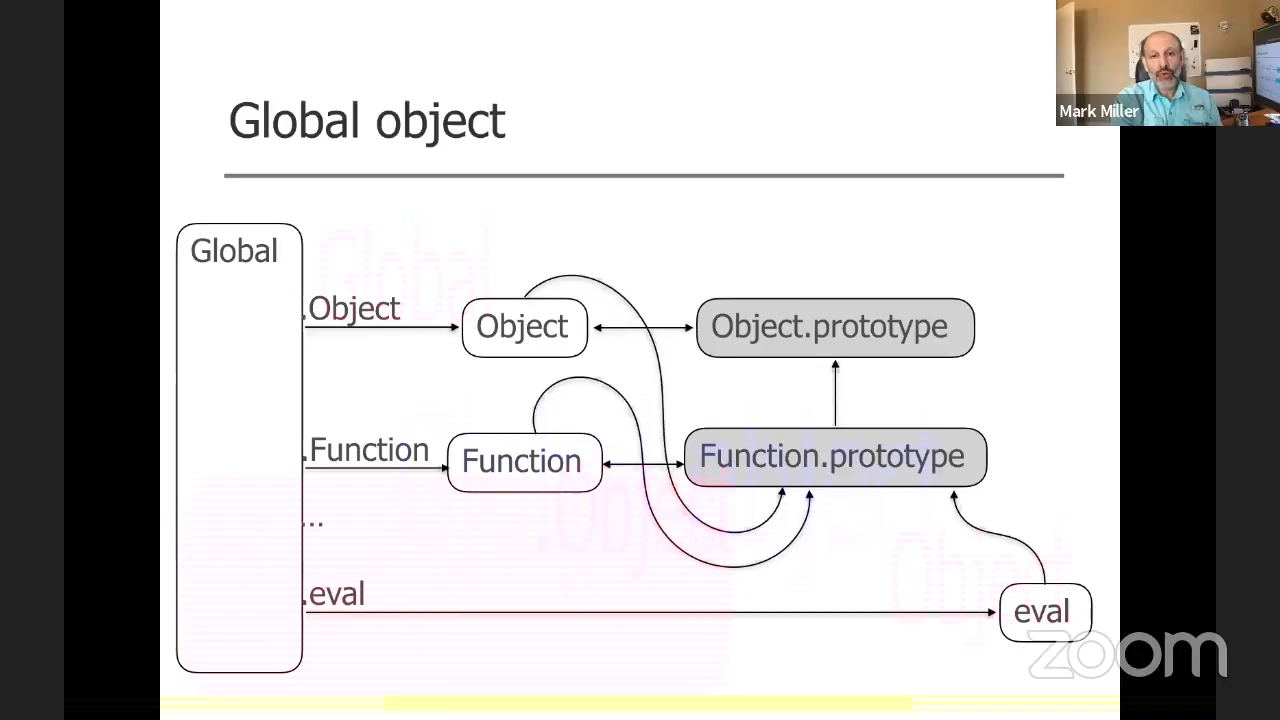 Global object
Mark Miller
Global
.Object
Object
Object.prototype
.Function
Function
Function.prototype
...
.eval
eval
zoom